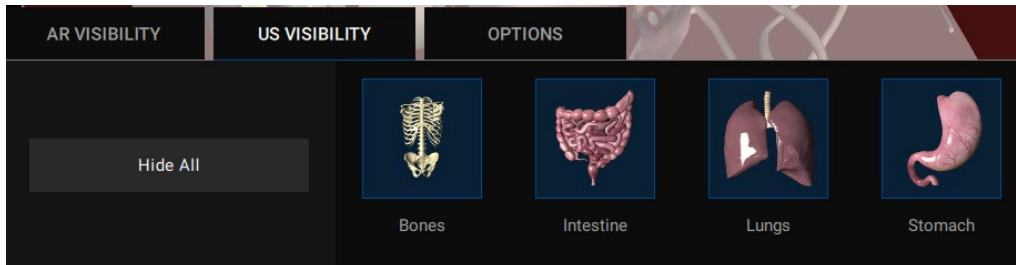 AR VISIBILITY
US VISIBILITY
OPTIONS
Hide All
Bones
Intestine
Lungs
Stomach